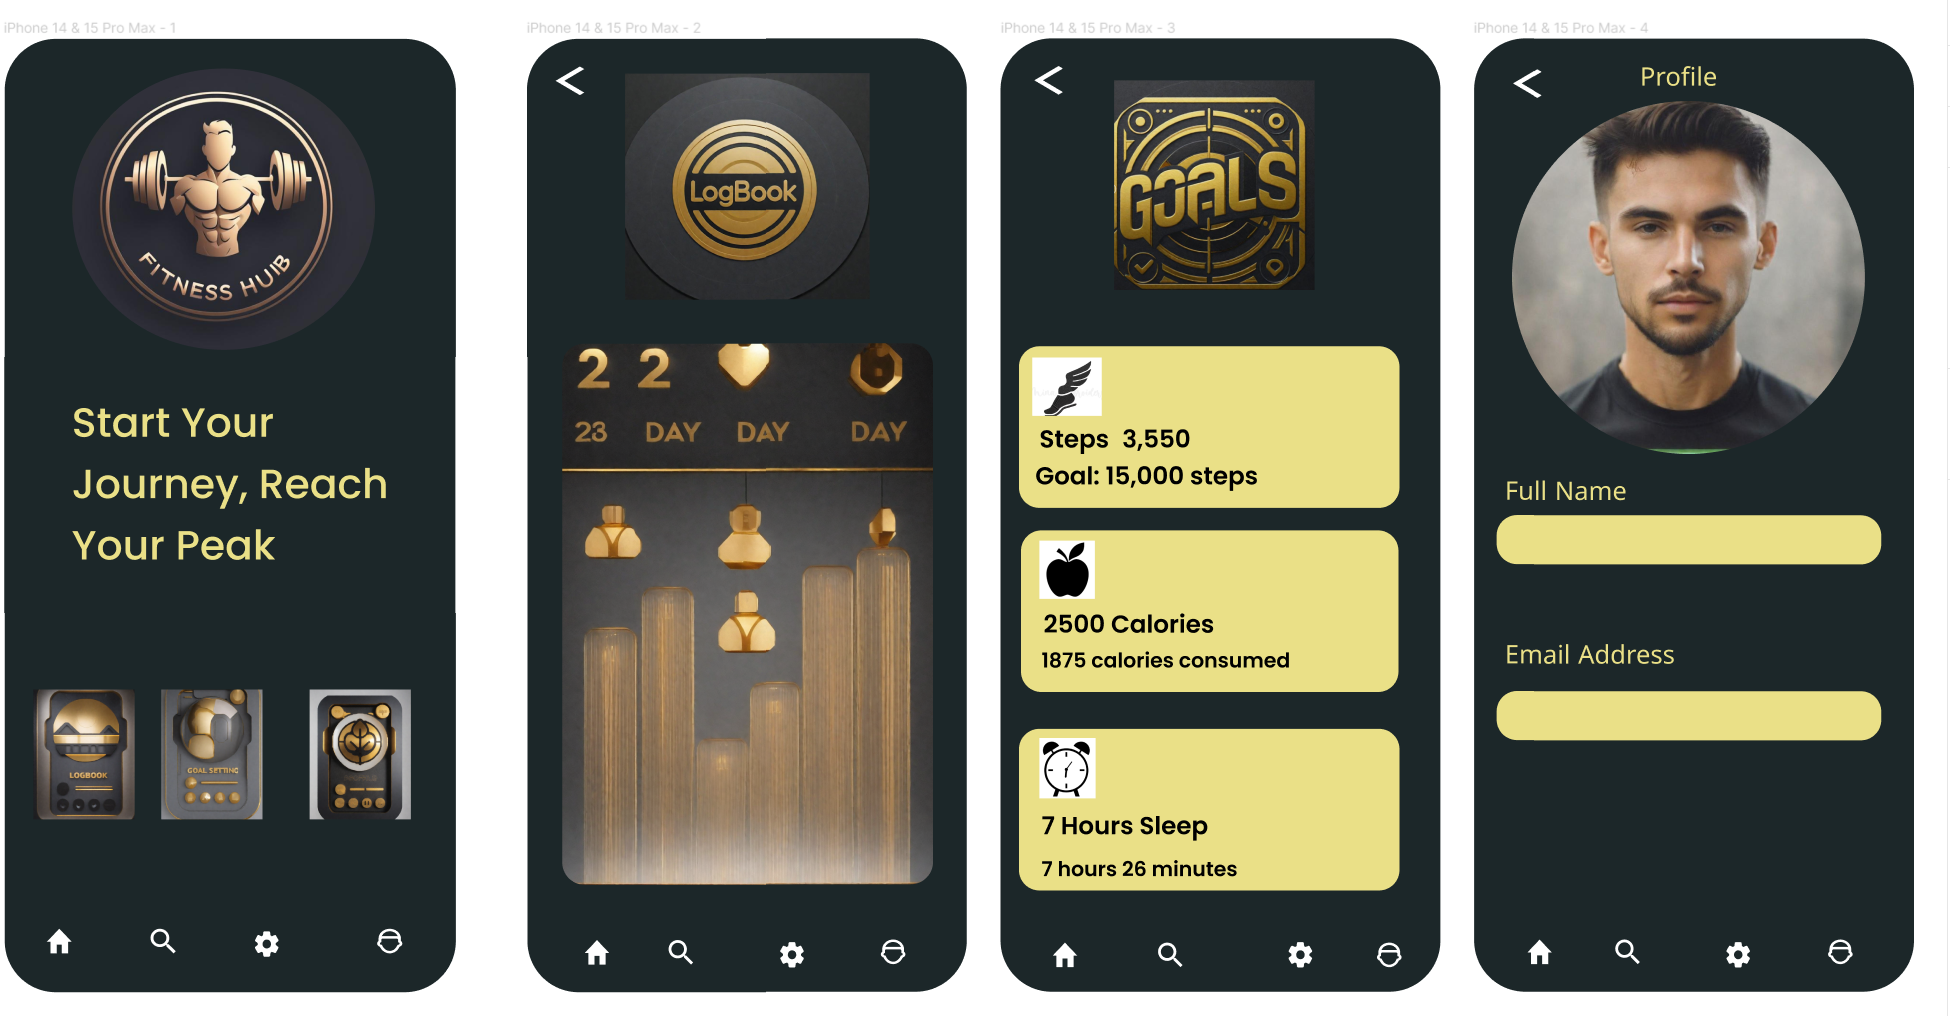 iPhone 14 & 15 Pro Max - 1
FITNESS HUIB
Start Your
Journey, Reach
Your Peak
LOGBOOK
GOAL SETTING
iPhone 14 & 15 Pro Max - 2
LogBook
2 2
23 DAY DAY DAY
iPhone 14 & 15 Pro Max - 3
GOALS
Steps 3,550
Goal: 15,000 steps
2500 Calories
1875 calories consumed
7 Hours Sleep
7 hours 26 minutes
iPhone 14 & 15 Pro Max - 4
Profile
Full Name
Email Address